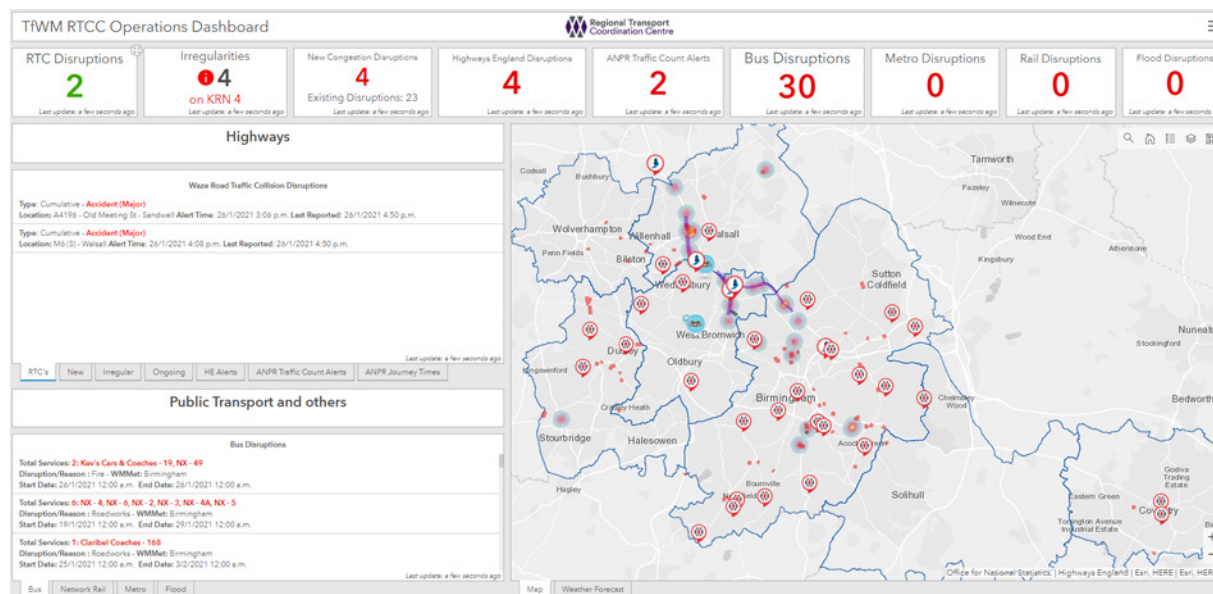 TfWM RTCC Operations Dashboard
Regional Transport
Coordination Centre
RTC Disruptions
2
Last update: a few seconds ago
Irregularities
4
on KRN 4
Last update: a few seconds ago
New Congestion Disruptions
4
Existing Disruptions: 23
Last update: a few seconds ago
Highways England Disruptions
4
Last update: a few seconds ago
ANPR Traffic Count Alerts
2
Last update: a few seconds ago
Bus Disruptions
30
Last update: a few seconds ago
Metro Disruptions
0
Last update: a few seconds ago
Rail Disruptions
0
Last update: a few seconds ago
Flood Disruptions
0
Last update: a few seconds ago
Highways
Waze Road Traffic Collision Disruptions
Type: Cumulative - Accident (Major)
Location: A4196 - Old Meeting St - Sandwell Alert Time: 26/1/2021 3:06 p.m. Last Reported: 26/1/2021 4:50 p.m.
Type: Cumulative - Accident (Major)
Location: M6 (S) - Walsall Alert Time: 26/1/2021 4:08 p.m. Last Reported: 26/1/2021 4:50 p.m.
Last update: a few seconds ago
RTC's New Irregular Ongoing HE Alerts ANPR Traffic Count Alerts ANPR Journey Times
Public Transport and others
Bus Disruptions
Total Services: 2: Kev's Cars & Coaches - 19, NX - 49
Disruption/Reason : Fire - WMMet: Birmingham
Start Date: 26/1/2021 12:00 a.m. End Date: 26/1/2021 12:00 a.m.
Total Services: 6: NX - 4, NX - 6, NX - 2, NX - 3, NX - 4A, NX - 5
Disruption/Reason : Roadworks - WMMet: Birmingham
Start Date: 19/1/2021 12:00 a.m. End Date: 29/1/2021 12:00 a.m.
Total Services: 1: Claribel Coaches - 168
Disruption/Reason : Roadworks - WMMet: Birmingham
Start Date: 25/1/2021 12:00 a.m. End Date: 3/2/2021 12:00 a.m.
Last update: a few seconds ago
Bus Network Rail Metro Flood
Codsall
Bushbury
Tamworth
Fazeley
Wilnecote
Wolverhampton
Willenhall
Walsall
Wood End
Atherstone
Penn Fields
Bilston
Kingsbury
Sutton
Coldfield
Wednesbury
Nuneat
Stockingford
West Bromwich
Dudley
Oldbury
Kingswinford
Birmingham
Chelmsley
Wood
Bedworth
Cradley Heath
Stourbridge
Halesowen
Acocks Green
Hagley
Bournville
Northfield
Solihull
Godiva
Trading
Estate
Eastern Green
Coventry
Torrington Avenue
Industrial Estate
Office for National Statistics | Highways England | Esri, HERE | Esri, HER
Map Weather Forecast